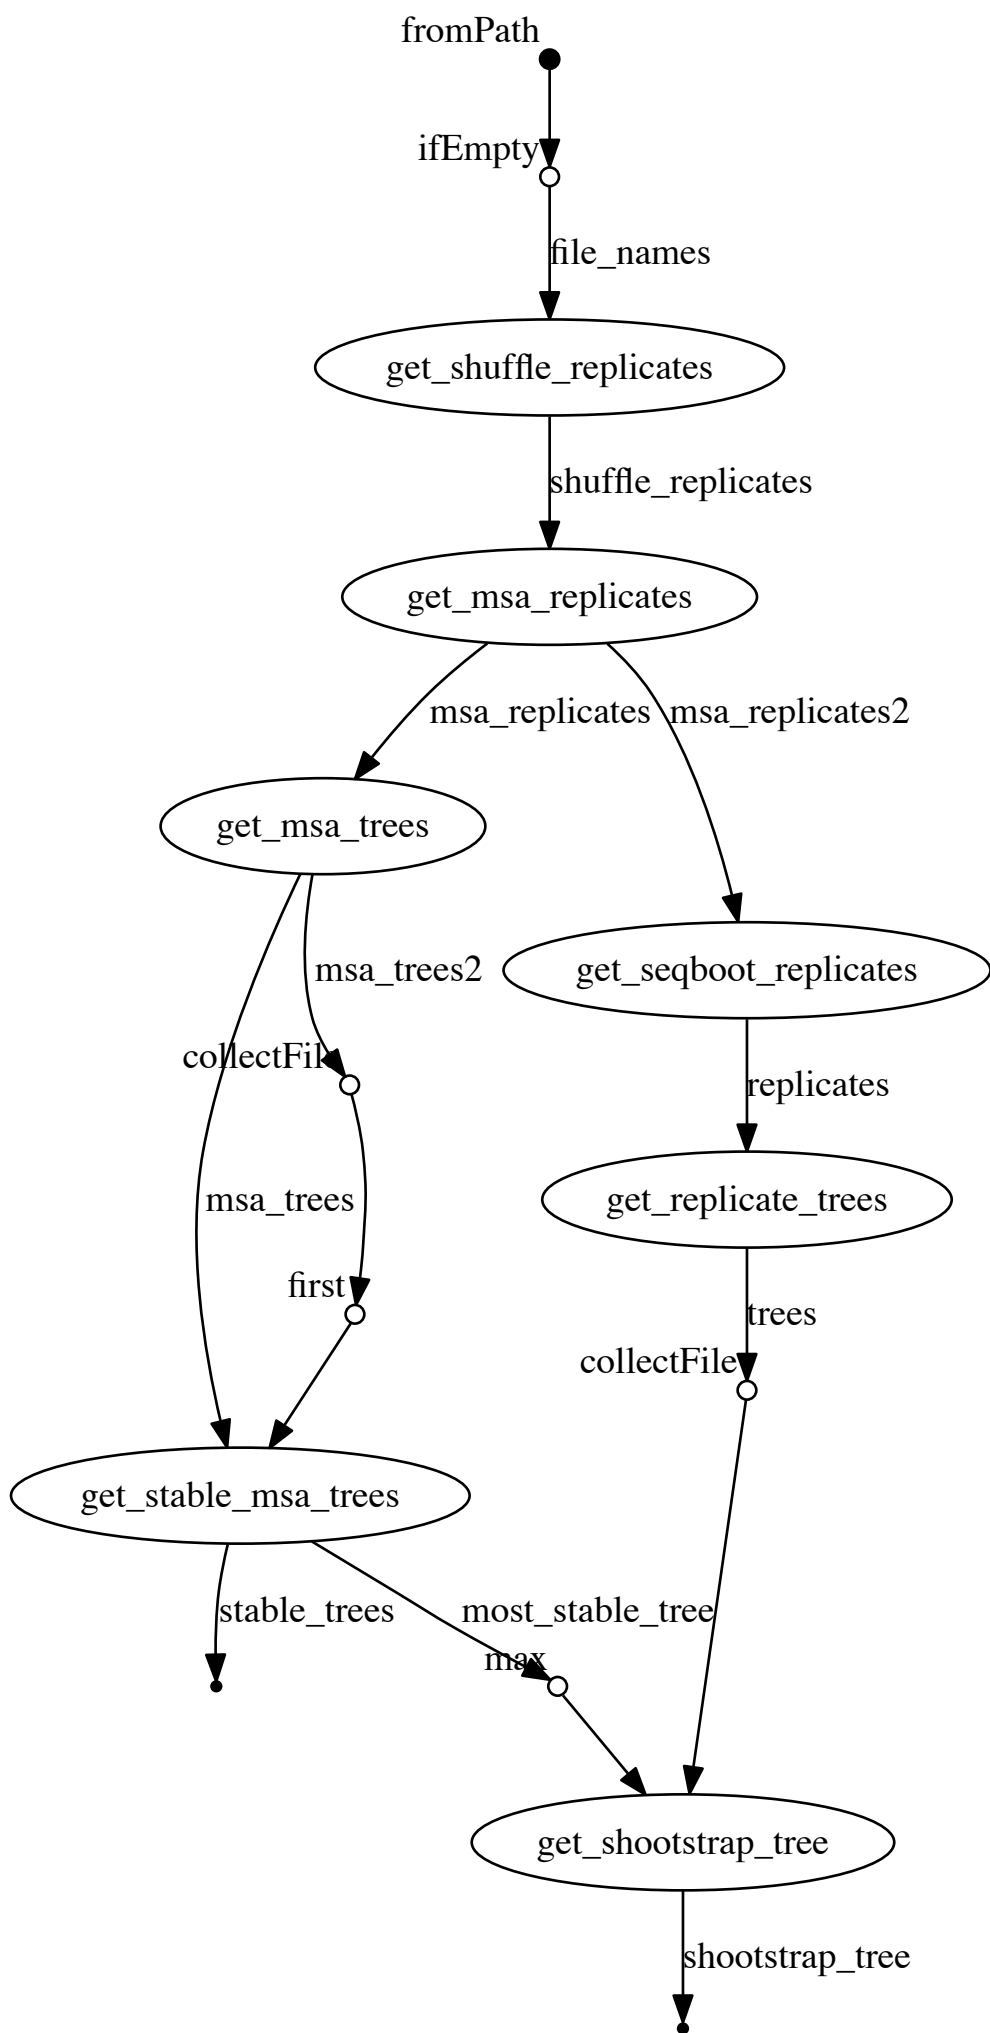 fromPath
ifEmpty
file_names
get_shuffle_replicates
shuffle_replicates
get_msa_replicates
msa_replicates
msa_replicates2
get_msa_trees
msa_trees2
get_seqboot_replicates
collectFile
replicates
msa_trees
get_replicate_trees
first
trees
collectFile
get_stable_msa_trees
stable_trees
most_stable_tree
max
get_shootstrap_tree
shootstrap_tree